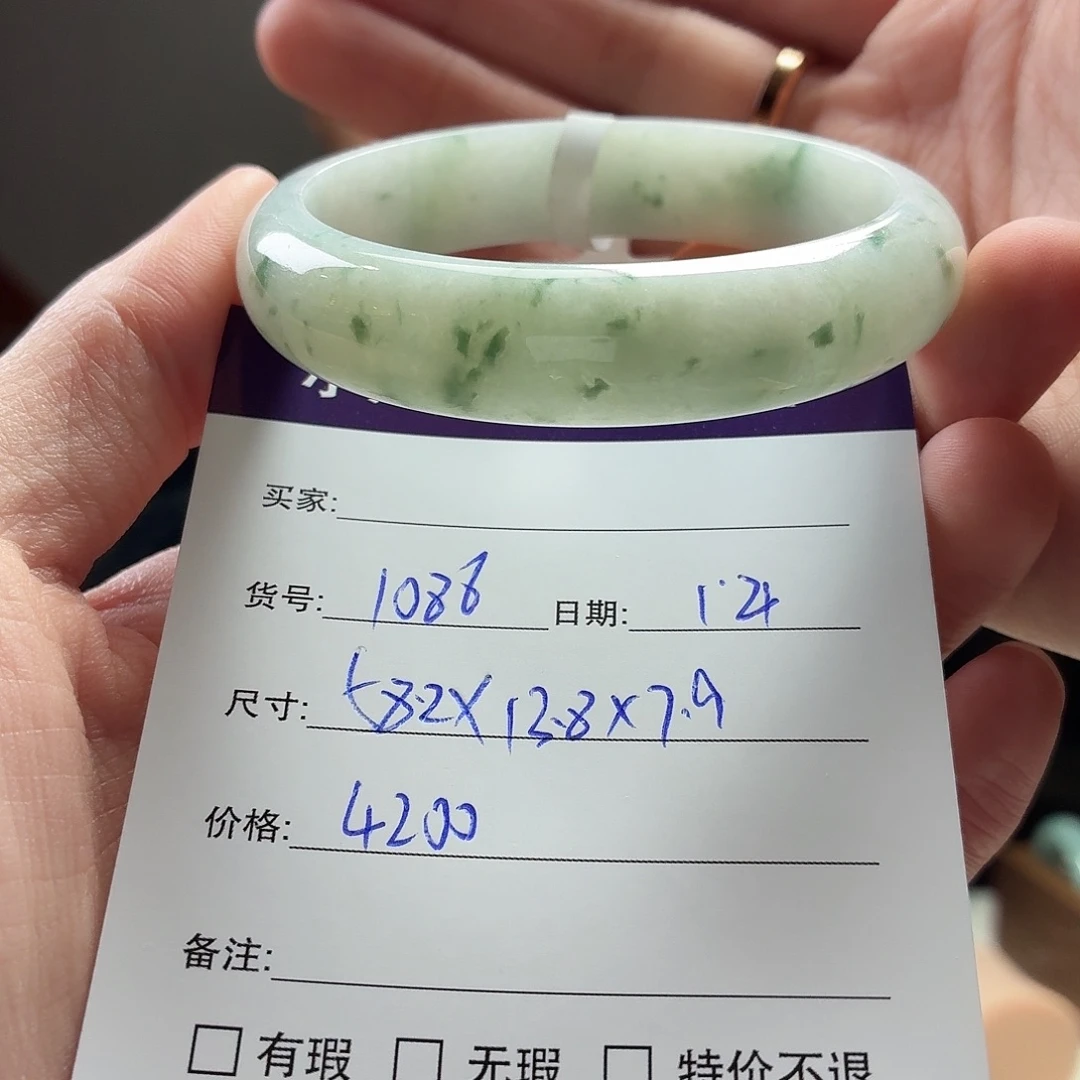 买家:
货号: 1088 日期: 1·24
尺寸: 58.2X13.8X7.9
价格: 4200
备注:
□ 有瑕 □ 无瑕 □ 特价不退